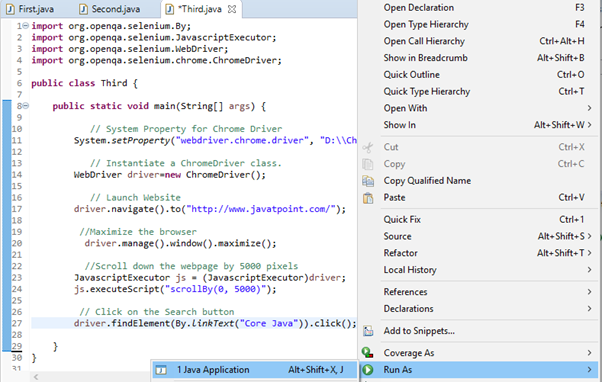 First.java
Second.java
*Third.java
1 import org.openqa.selenium.By;
2 import org.openqa.selenium.JavascriptExecutor;
3 import org.openqa.selenium.WebDriver;
4 import org.openqa.selenium.chrome.ChromeDriver;
5
6 public class Third {
7
8 public static void main(String[] args) {
9
10 // System Property for Chrome Driver
11 System.setProperty("webdriver.chrome.driver", "D:\\Ch
12
13 // Instantiate a ChromeDriver class.
14 WebDriver driver=new ChromeDriver();
15
16 // Launch Website
17 driver.navigate().to("http://www.javatpoint.com/");
18
19 //Maximize the browser
20 driver.manage().window().maximize();
21
22 //Scroll down the webpage by 5000 pixels
23 JavascriptExecutor js = (JavascriptExecutor)driver;
24 js.executeScript("scrollBy(0, 5000)");
25
26 // Click on the Search button
27 driver.findElement(By.linkText("Core Java")).click();
28
29 }
30 }
31
Open Declaration F3
Open Type Hierarchy F4
Open Call Hierarchy Ctrl+Alt+H
Show in Breadcrumb Alt+Shift+B
Quick Outline Ctrl+O
Quick Type Hierarchy Ctrl+T
Open With
Show In Alt+Shift+W
Cut Ctrl+X
Copy Ctrl+C
Copy Qualified Name
Paste Ctrl+V
Quick Fix Ctrl+1
Source Alt+Shift+S
Refactor Alt+Shift+T
Local History
References
Declarations
Add to Snippets...
Coverage As
Run As
1 Java Application Alt+Shift+X, J